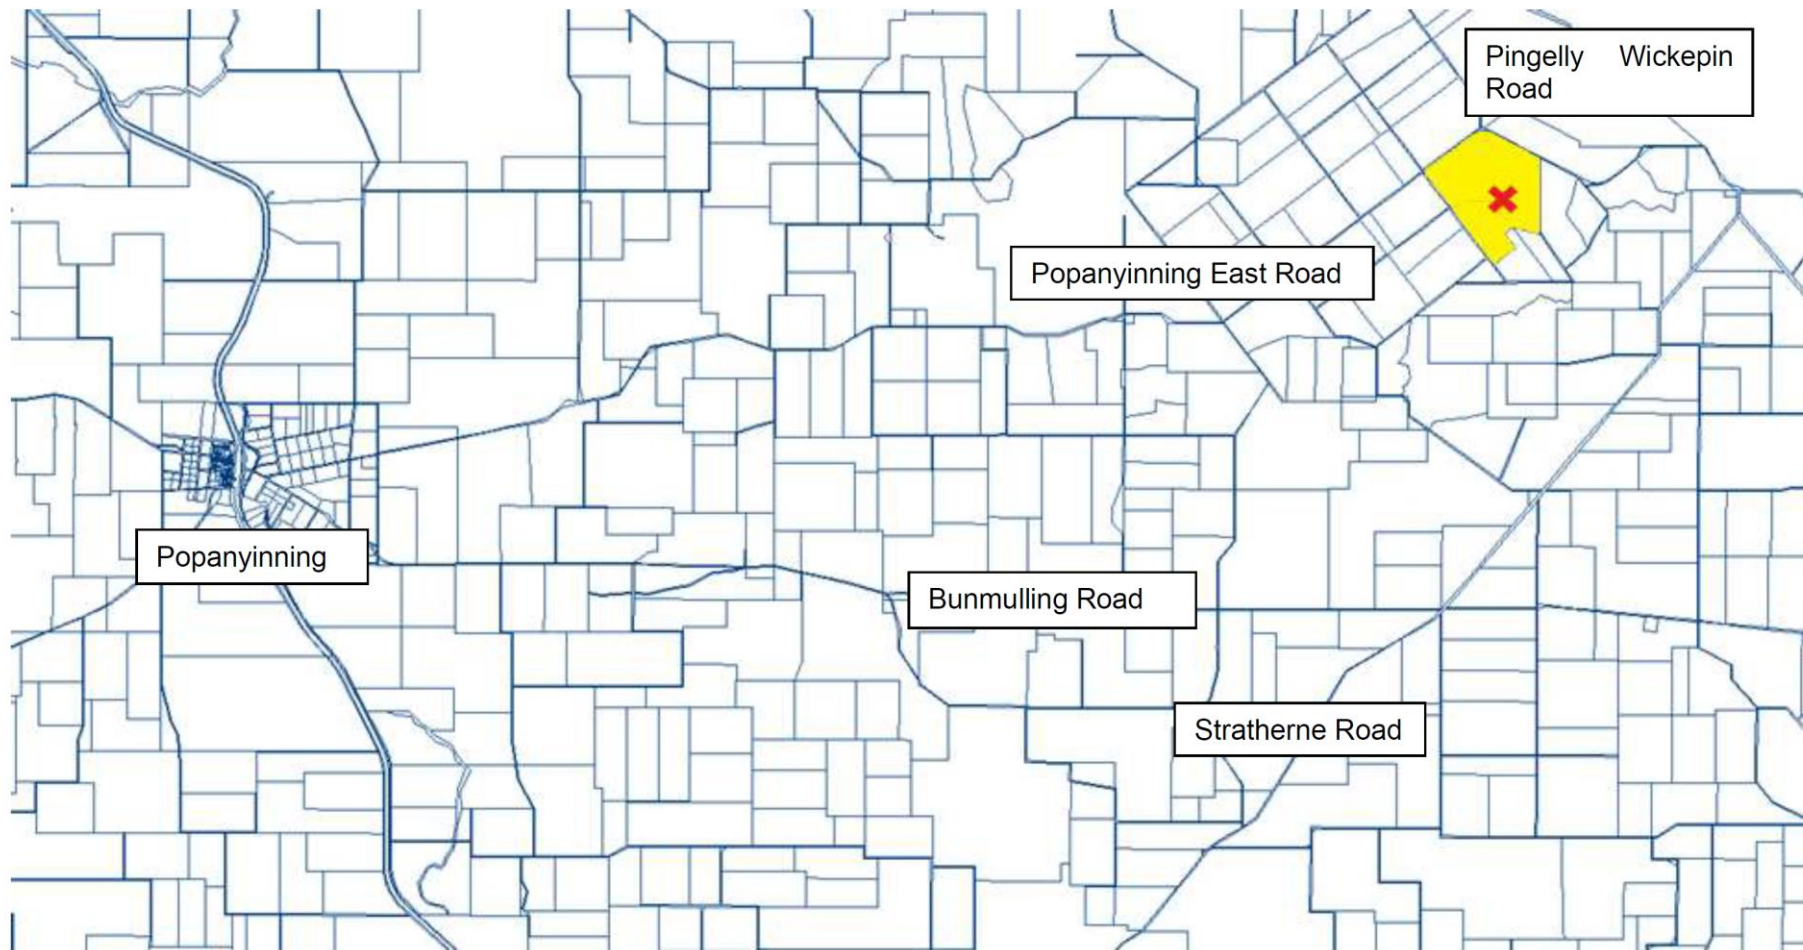 Pingelly Wickepin
Road
Popanyinning East Road
Popanyinning
Bunmulling Road
Stratherne Road